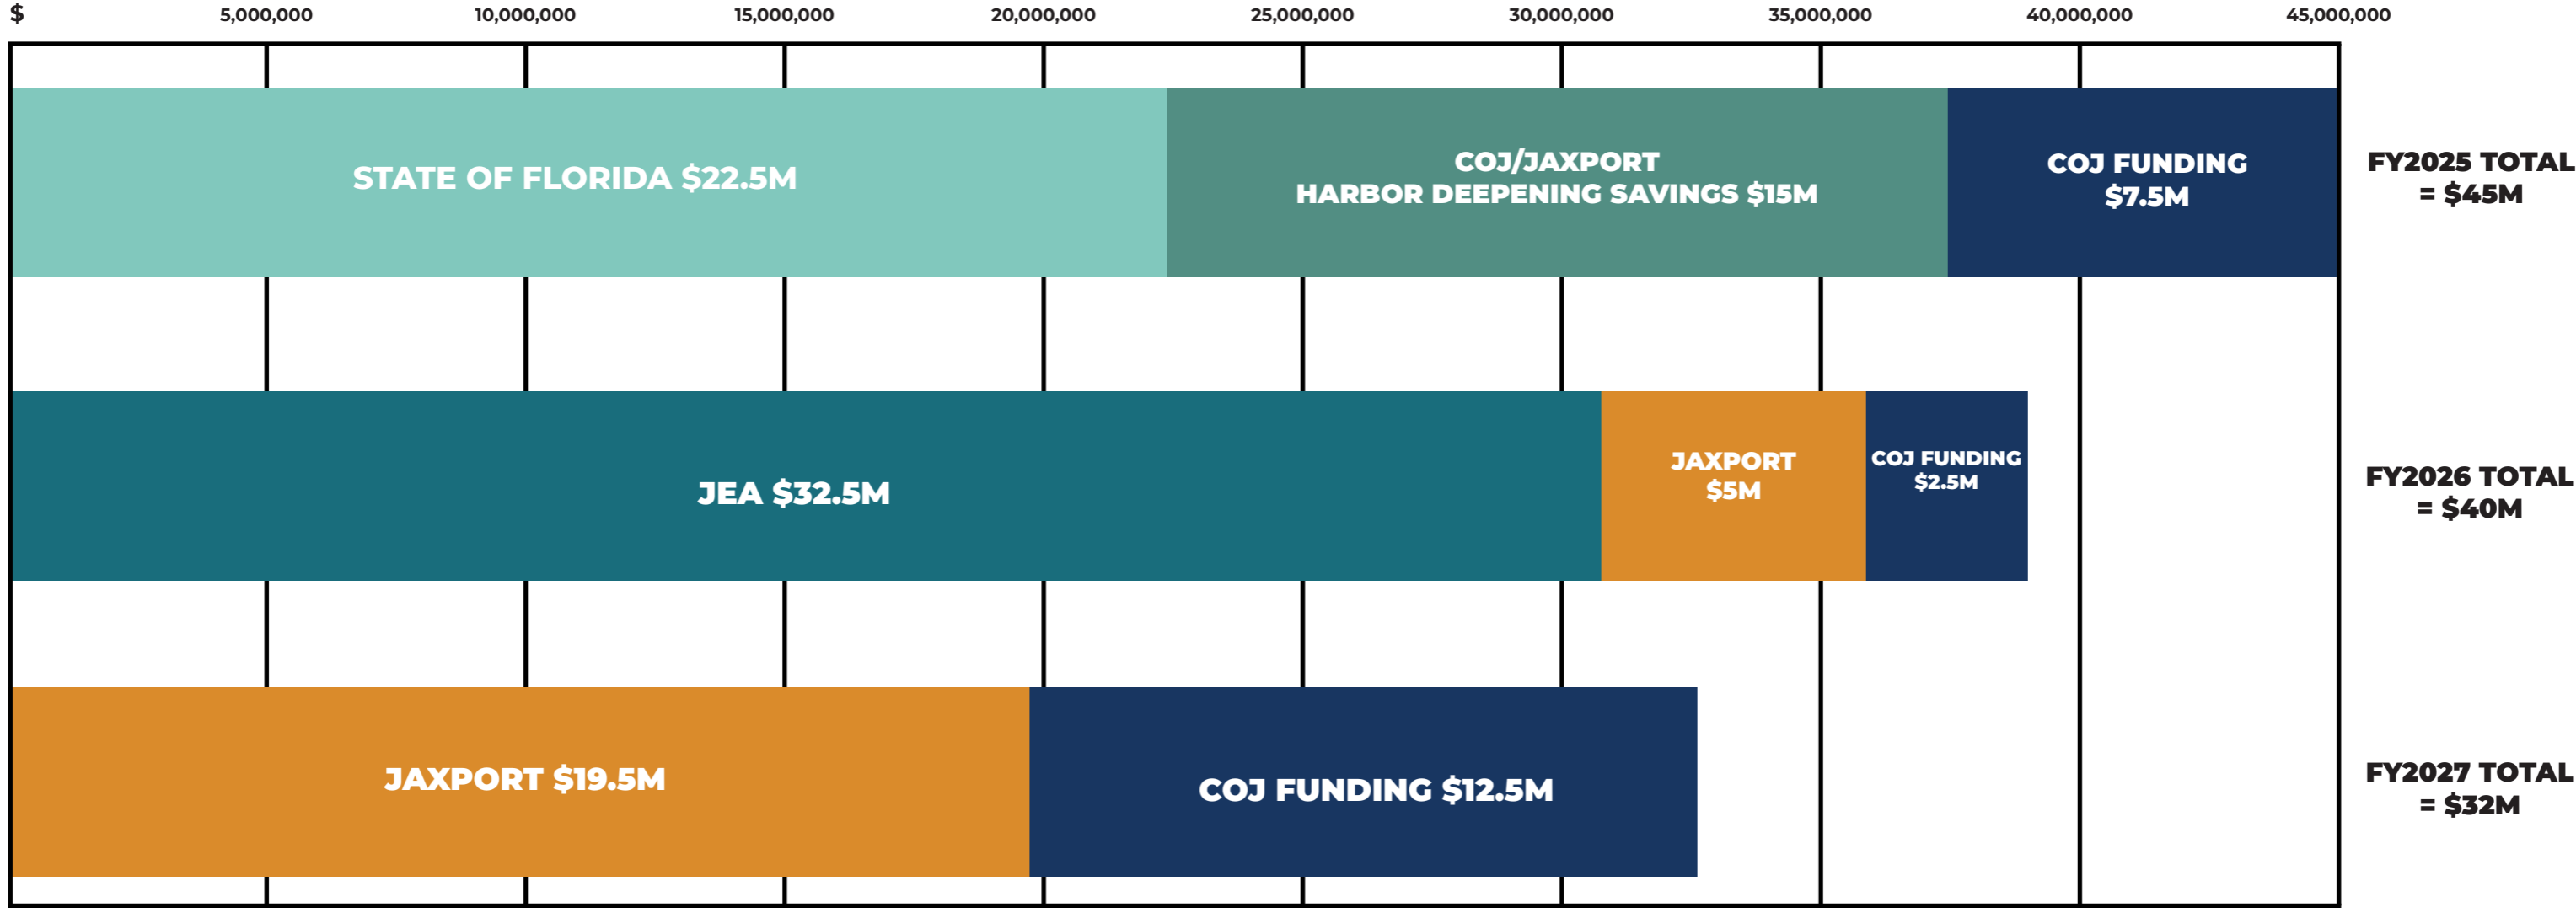 $ 5,000,000 10,000,000 15,000,000 20,000,000 25,000,000 30,000,000 35,000,000 40,000,000 45,000,000
STATE OF FLORIDA $22.5M
COJ/JAXPORT
HARBOR DEEPENING SAVINGS $15M
COJ FUNDING
$7.5M
FY2025 TOTAL
= $45M
JEA $32.5M
JAXPORT
$5M
COJ FUNDING
$2.5M
FY2026 TOTAL
= $40M
JAXPORT $19.5M
COJ FUNDING $12.5M
FY2027 TOTAL
= $32M